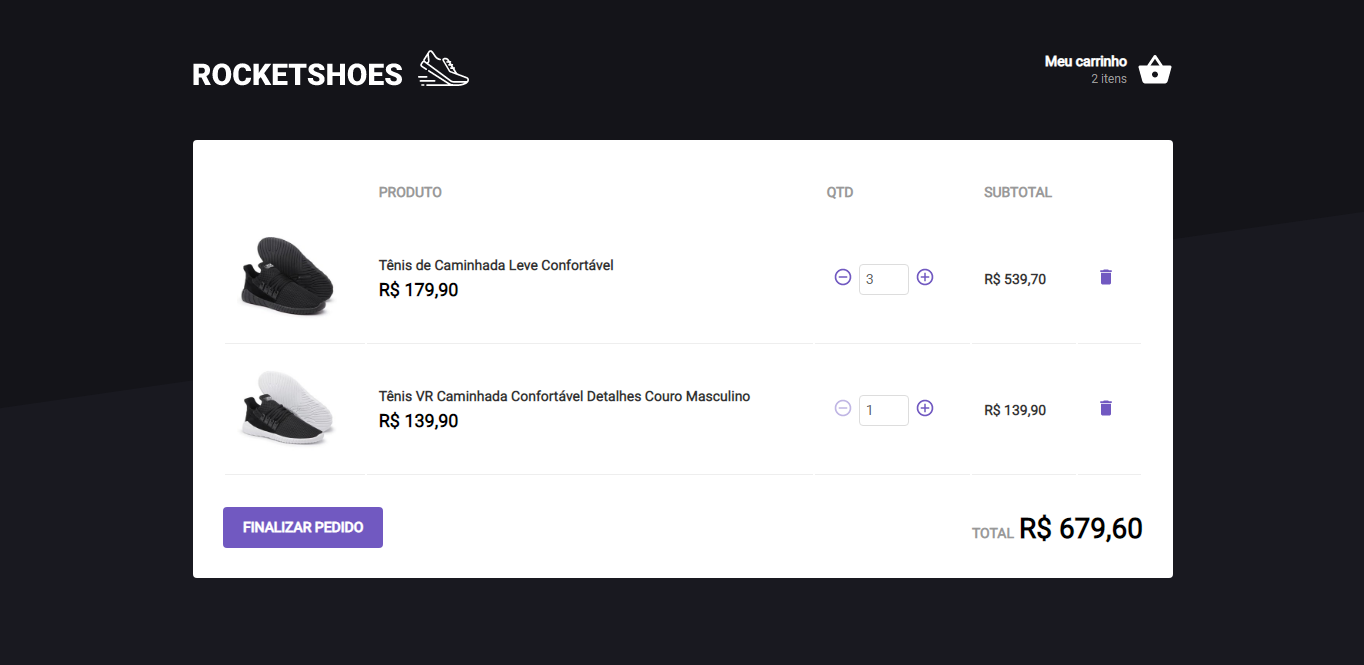 ROCKETSHOES
Meu carrinho
2 itens
PRODUTO QTD SUBTOTAL
Tênis de Caminhada Leve Confortável
R$ 179,90
3
R$ 539,70
Tênis VR Caminhada Confortável Detalhes Couro Masculino
R$ 139,90
1
R$ 139,90
FINALIZAR PEDIDO
TOTAL R$ 679,60